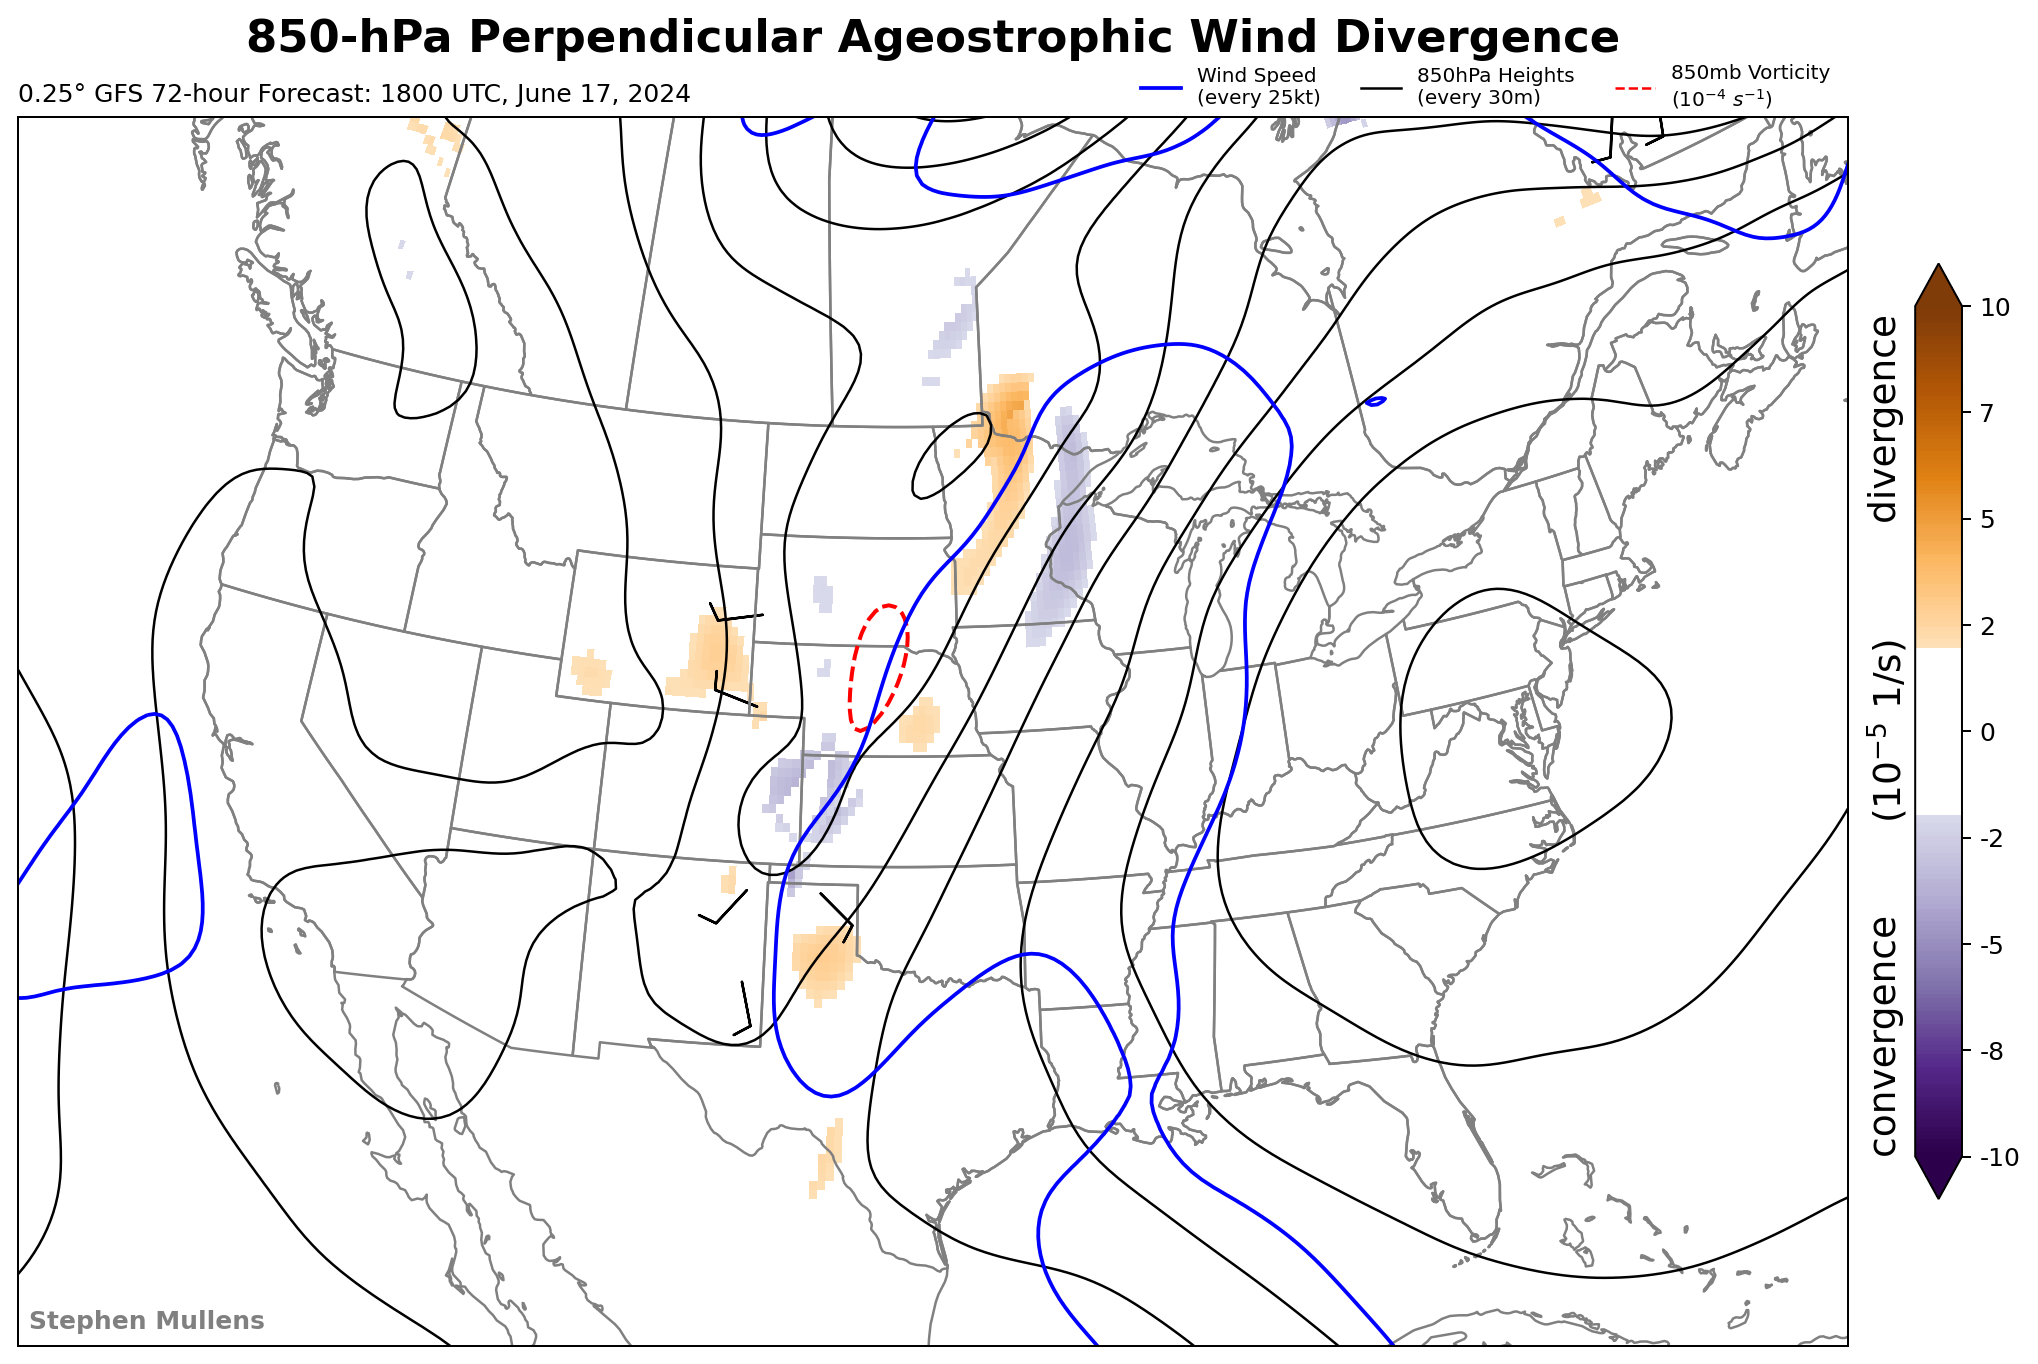 850-hPa Perpendicular Ageostrophic Wind Divergence
0.25° GFS 72-hour Forecast: 1800 UTC, June 17, 2024
Wind Speed
(every 25kt)
850hPa Heights
(every 30m)
850mb Vorticity
(10⁻⁴ s⁻¹)
10
7
5
2
0
-2
-5
-8
-10
convergence (10⁻⁵ 1/s) divergence
Stephen Mullens